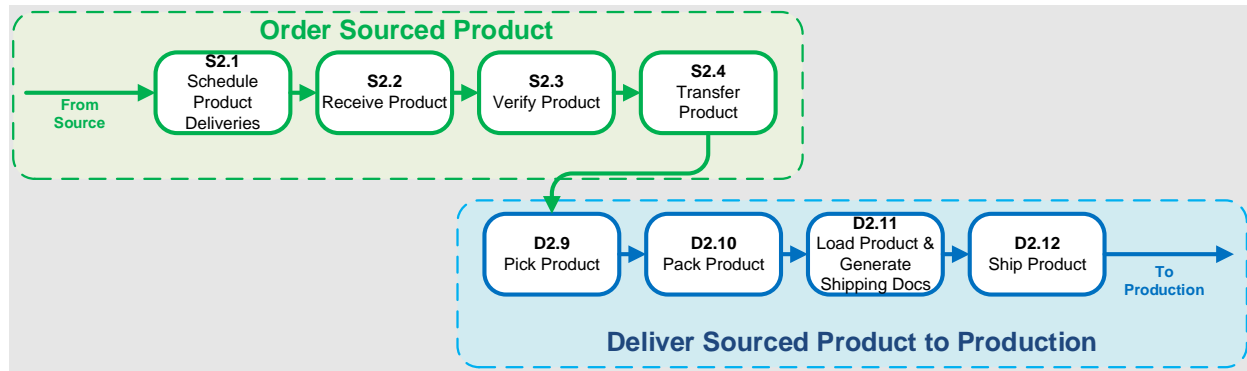 Order Sourced Product
From
Source
S2.1
Schedule
Product
Deliveries
S2.2
Receive Product
S2.3
Verify Product
S2.4
Transfer
Product
D2.9
Pick Product
D2.10
Pack Product
D2.11
Load Product &
Generate
Shipping Docs
D2.12
Ship Product
To
Production
Deliver Sourced Product to Production